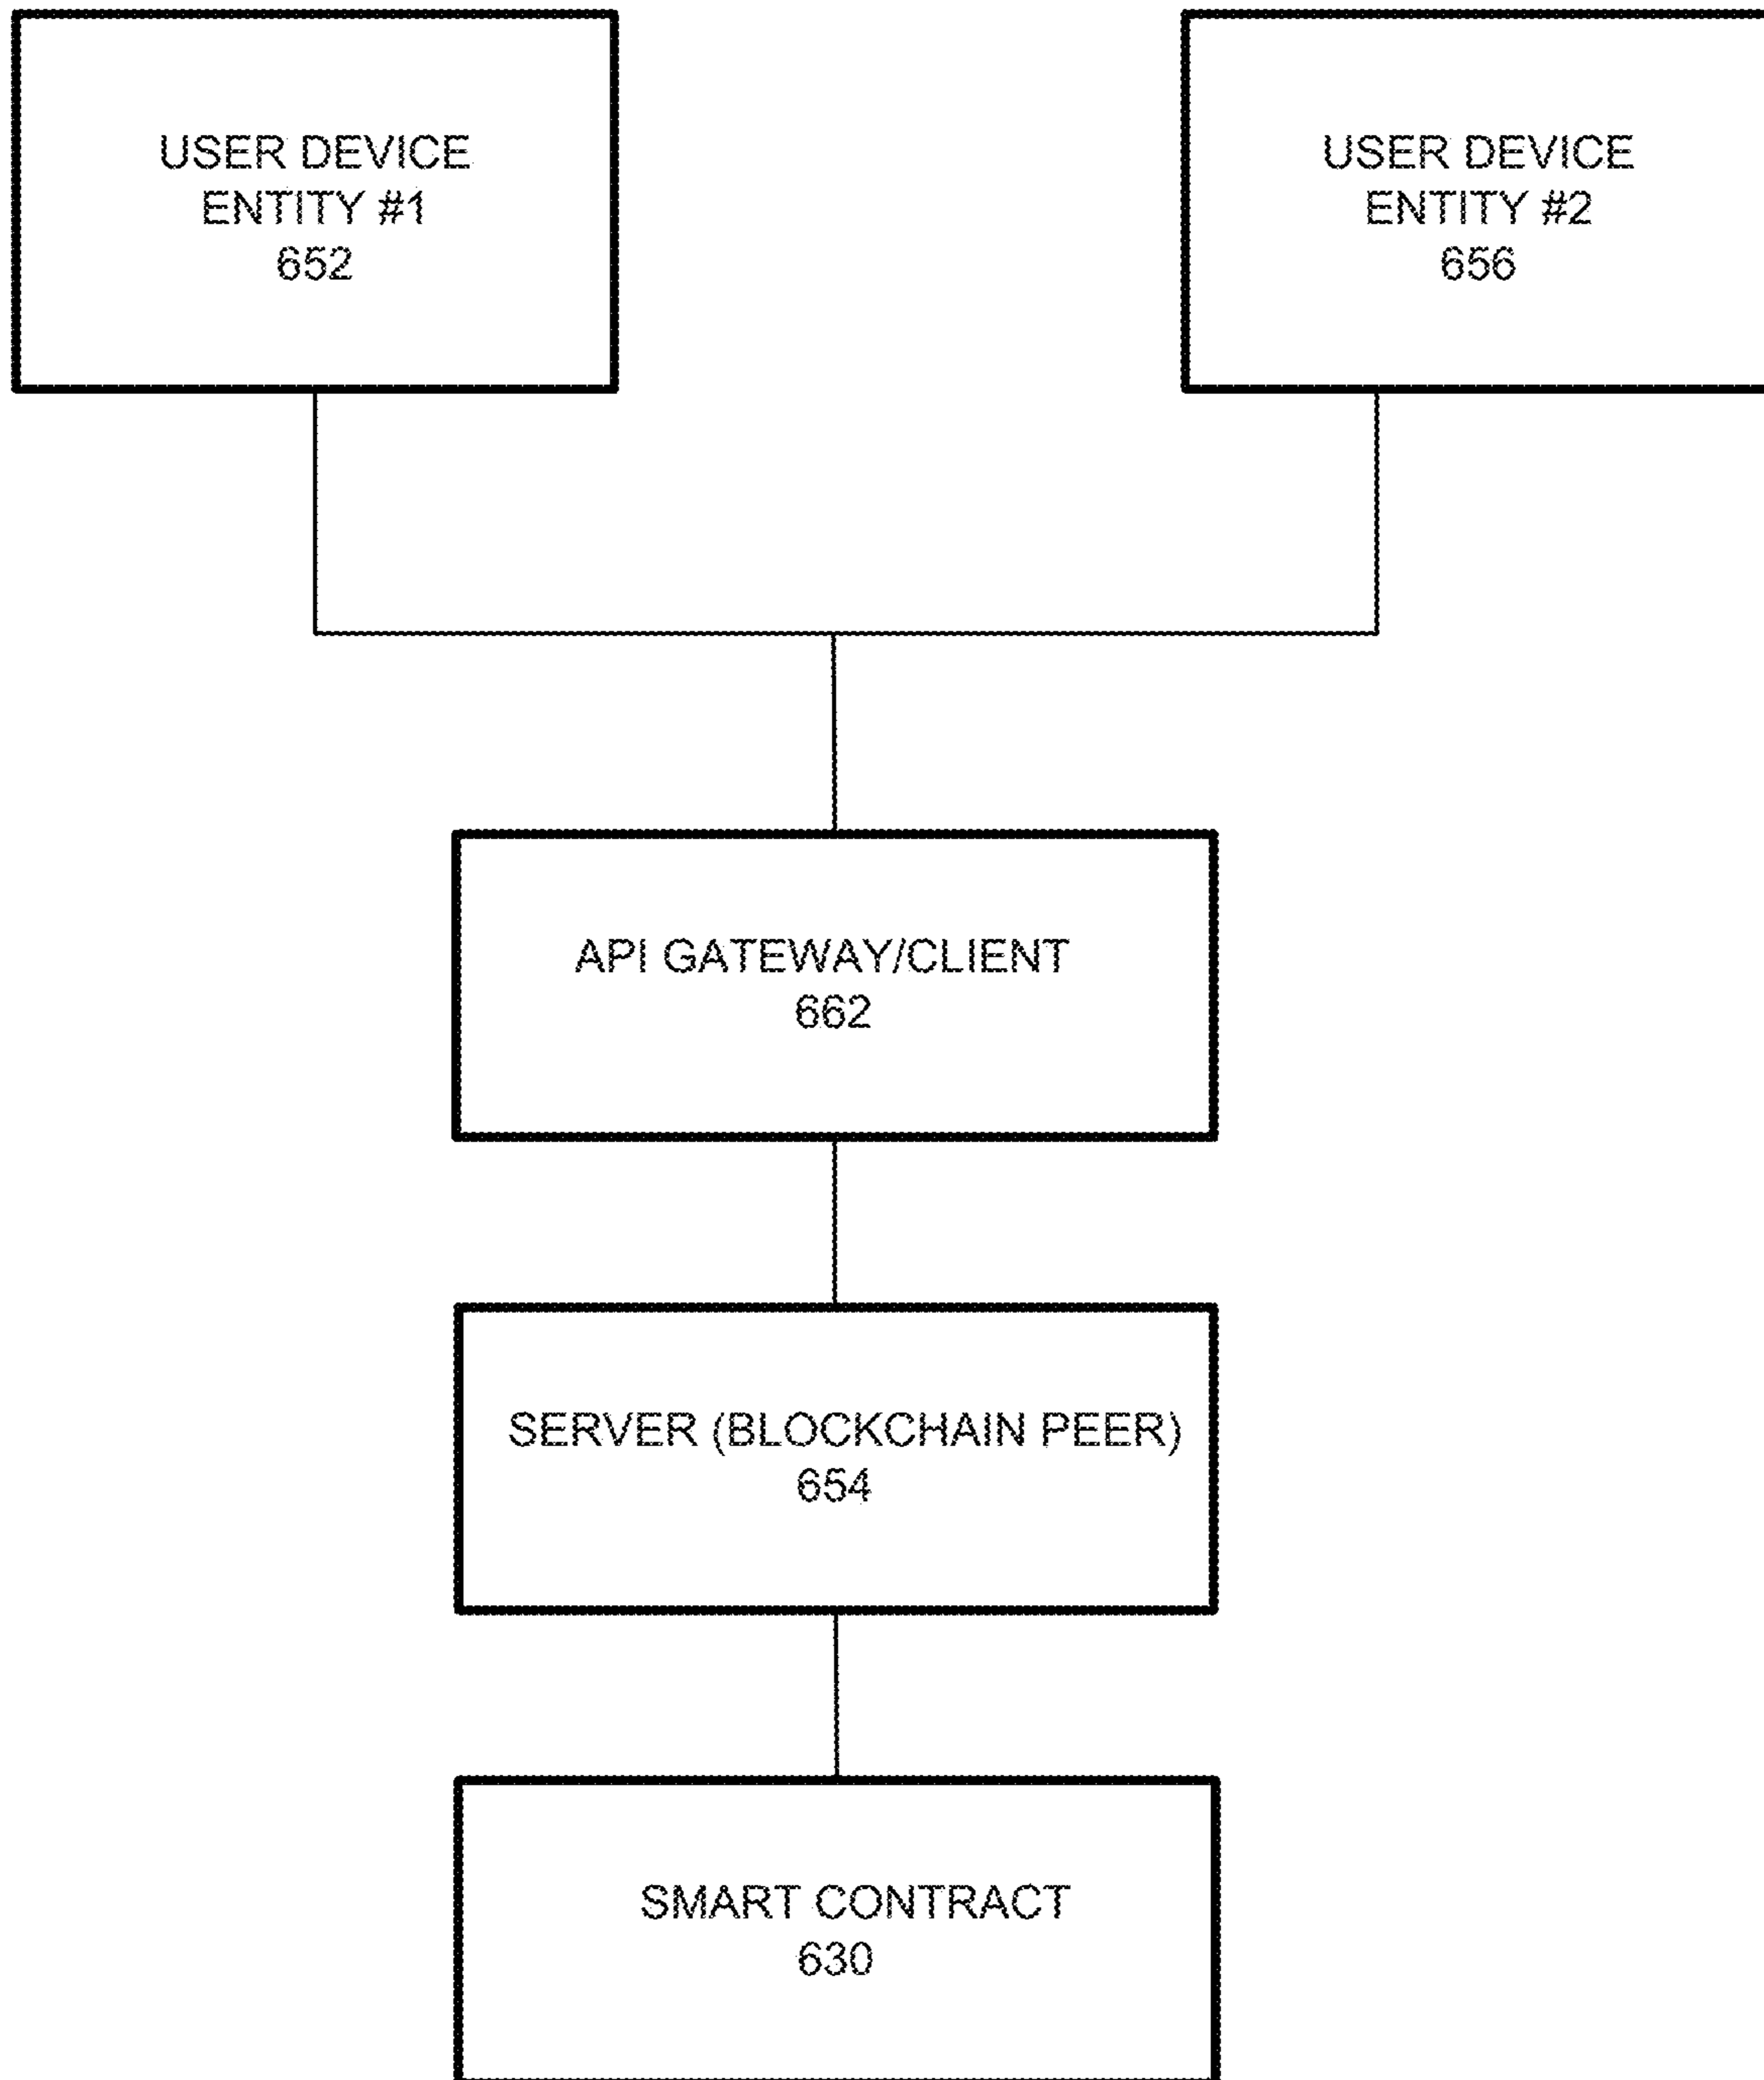 USER DEVICE
ENTITY #1
652
USER DEVICE
ENTITY #2
656
API GATEWAY/CLIENT
662
SERVER (BLOCKCHAIN PEER)
654
SMART CONTRACT
630